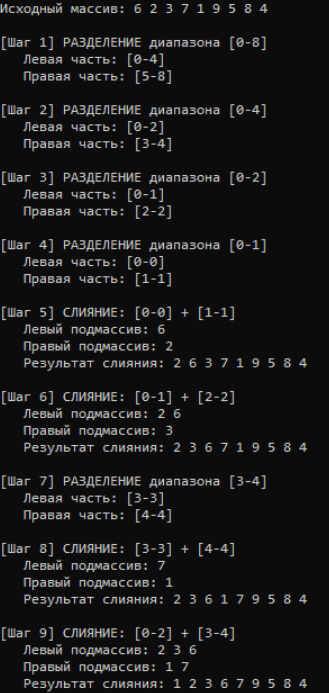 Исходный массив: 6 2 3 7 1 9 5 8 4
[Шаг 1] РАЗДЕЛЕНИЕ диапазона [0-8]
Левая часть: [0-4]
Правая часть: [5-8]
[Шаг 2] РАЗДЕЛЕНИЕ диапазона [0-4]
Левая часть: [0-2]
Правая часть: [3-4]
[Шаг 3] РАЗДЕЛЕНИЕ диапазона [0-2]
Левая часть: [0-1]
Правая часть: [2-2]
[Шаг 4] РАЗДЕЛЕНИЕ диапазона [0-1]
Левая часть: [0-0]
Правая часть: [1-1]
[Шаг 5] СЛИЯНИЕ: [0-0] + [1-1]
Левый подмассив: 6
Правый подмассив: 2
Результат слияния: 2 6 3 7 1 9 5 8 4
[Шаг 6] СЛИЯНИЕ: [0-1] + [2-2]
Левый подмассив: 2 6
Правый подмассив: 3
Результат слияния: 2 3 6 7 1 9 5 8 4
[Шаг 7] РАЗДЕЛЕНИЕ диапазона [3-4]
Левая часть: [3-3]
Правая часть: [4-4]
[Шаг 8] СЛИЯНИЕ: [3-3] + [4-4]
Левый подмассив: 7
Правый подмассив: 1
Результат слияния: 2 3 6 1 7 9 5 8 4
[Шаг 9] СЛИЯНИЕ: [0-2] + [3-4]
Левый подмассив: 2 3 6
Правый подмассив: 1 7
Результат слияния: 1 2 3 6 7 9 5 8 4